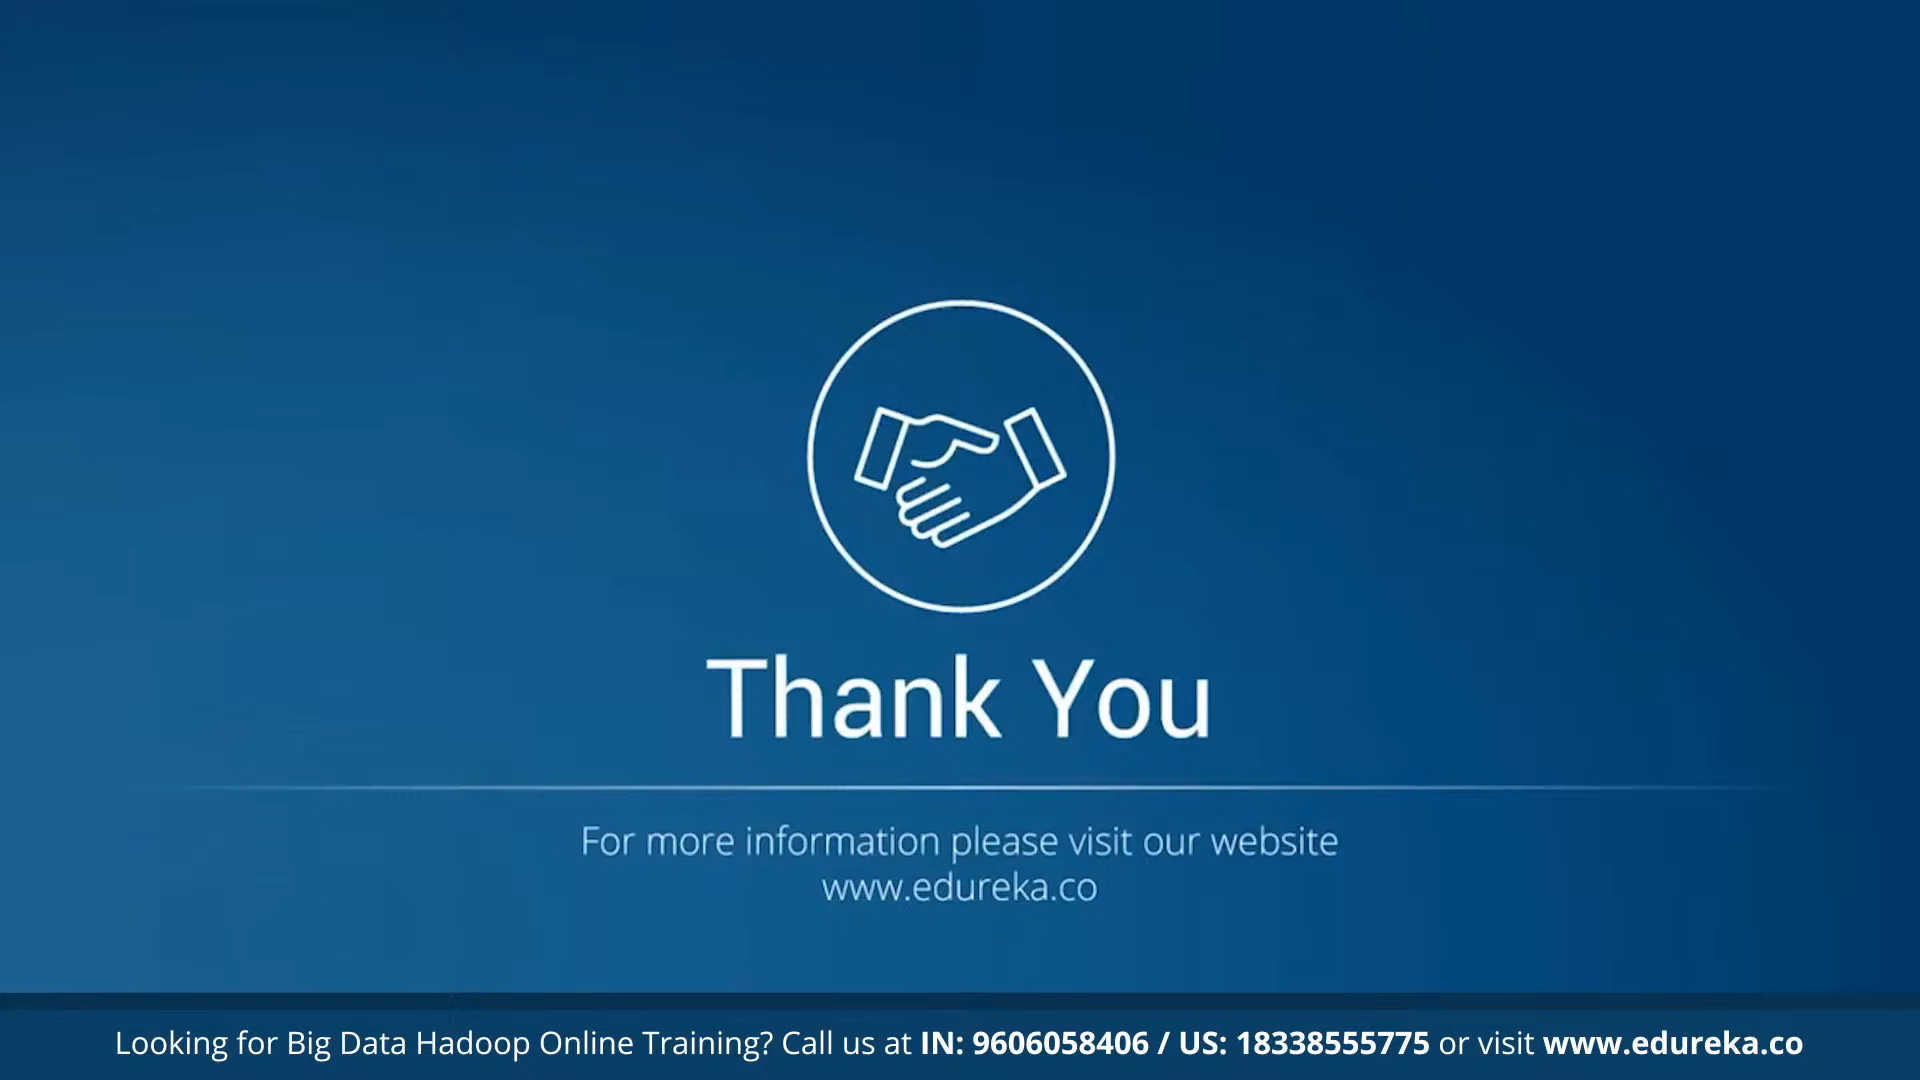 Thank You
For more information please visit our website
www.edureka.co
Looking for Big Data Hadoop Online Training? Call us at IN: 9606058406 / US: 18338555775 or visit www.edureka.co